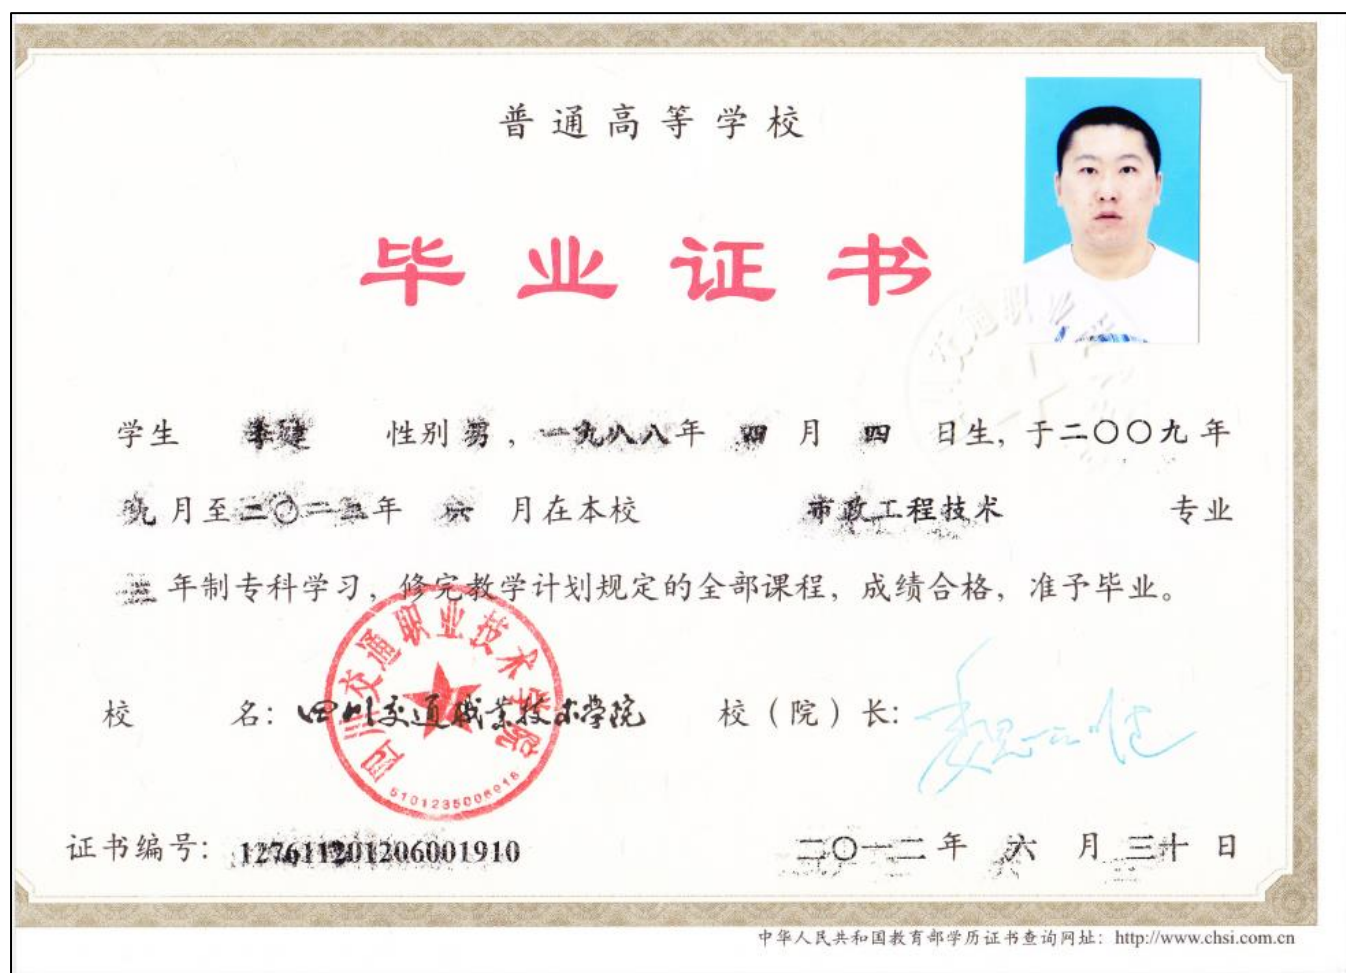 普通高等学校
毕业证书
学生 李建 性别 男，一九八八年 四 月 四 日生，于二〇〇九年
九月至二〇一二年 六 月在本校 市政工程技术 专业
三年制专科学习，修完教学计划规定的全部课程，成绩合格，准予毕业。
校 名：四川交通职业技术学院 校（院）长：
四川交通职业技术学院
证书编号：127611201206001910 二〇一二年 六 月 三十 日
中华人民共和国教育部学历证书查询网址：http://www.chsi.com.cn